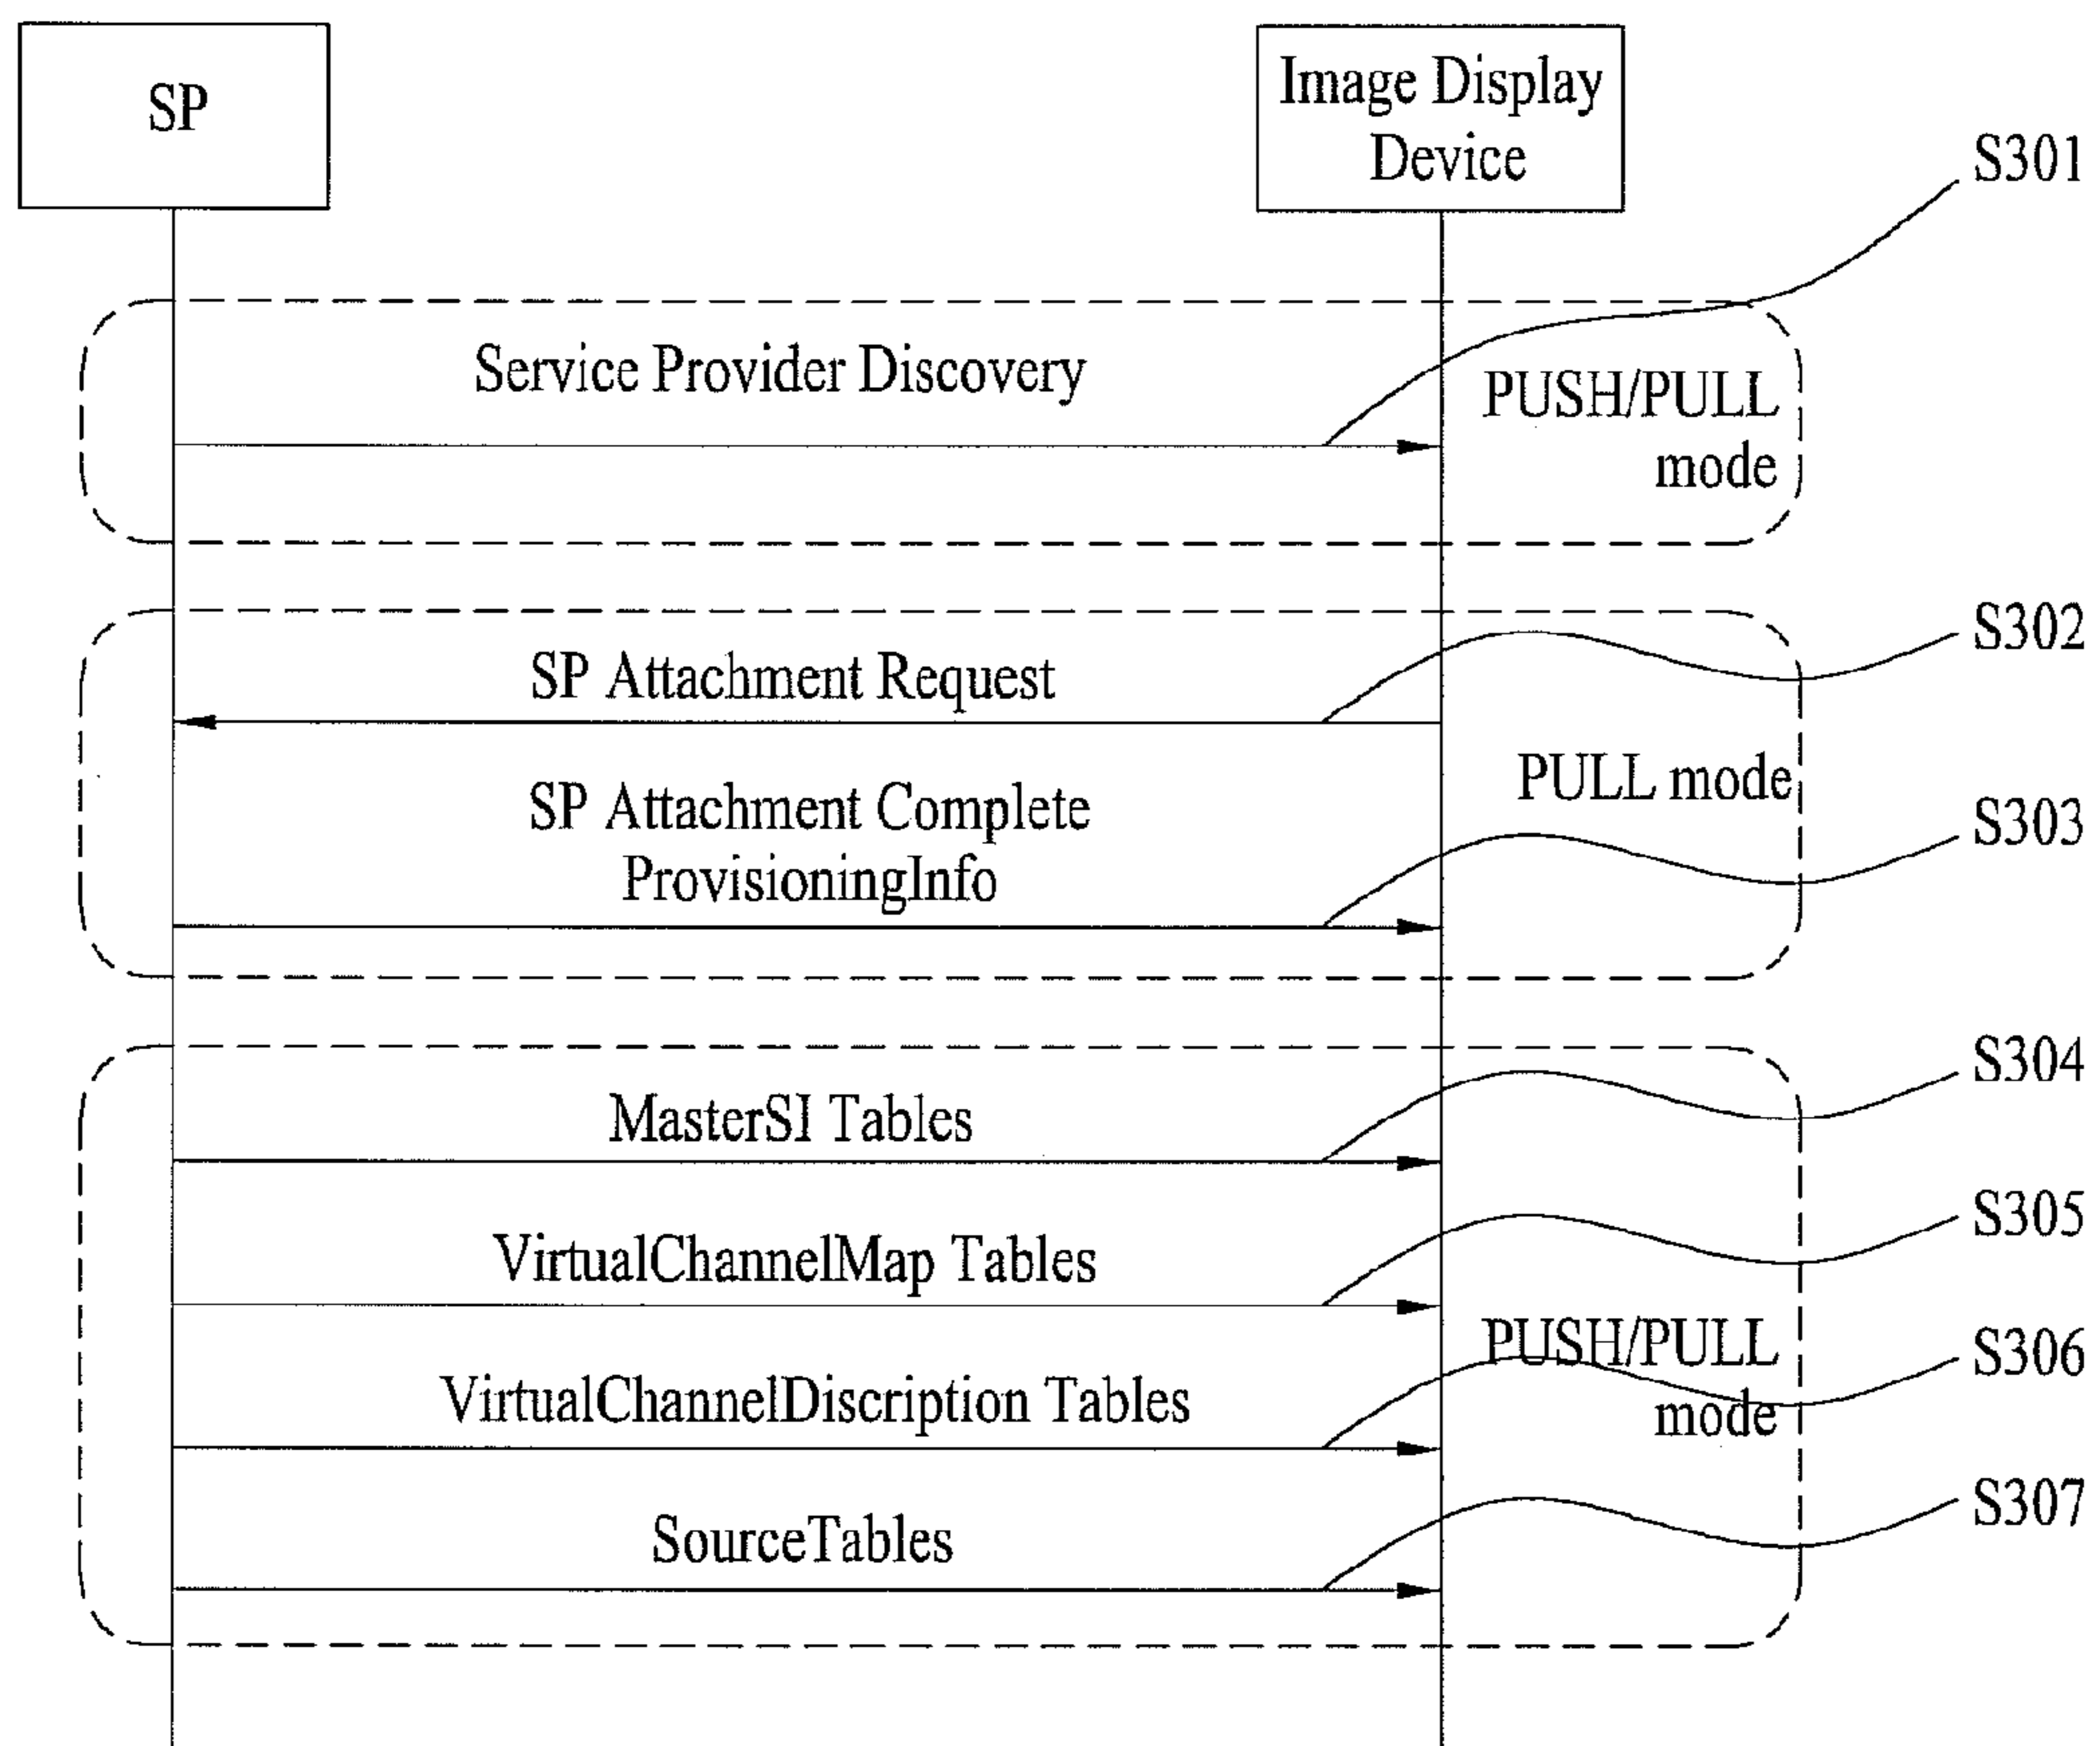 SP
Image Display
Device
S301
Service Provider Discovery
PUSH/PULL
mode
S302
SP Attachment Request
PULL mode
SP Attachment Complete
ProvisioningInfo
S303
S304
MasterSI Tables
S305
VirtualChannelMap Tables
PUSH/PULL
mode
S306
VirtualChannelDiscription Tables
S307
SourceTables